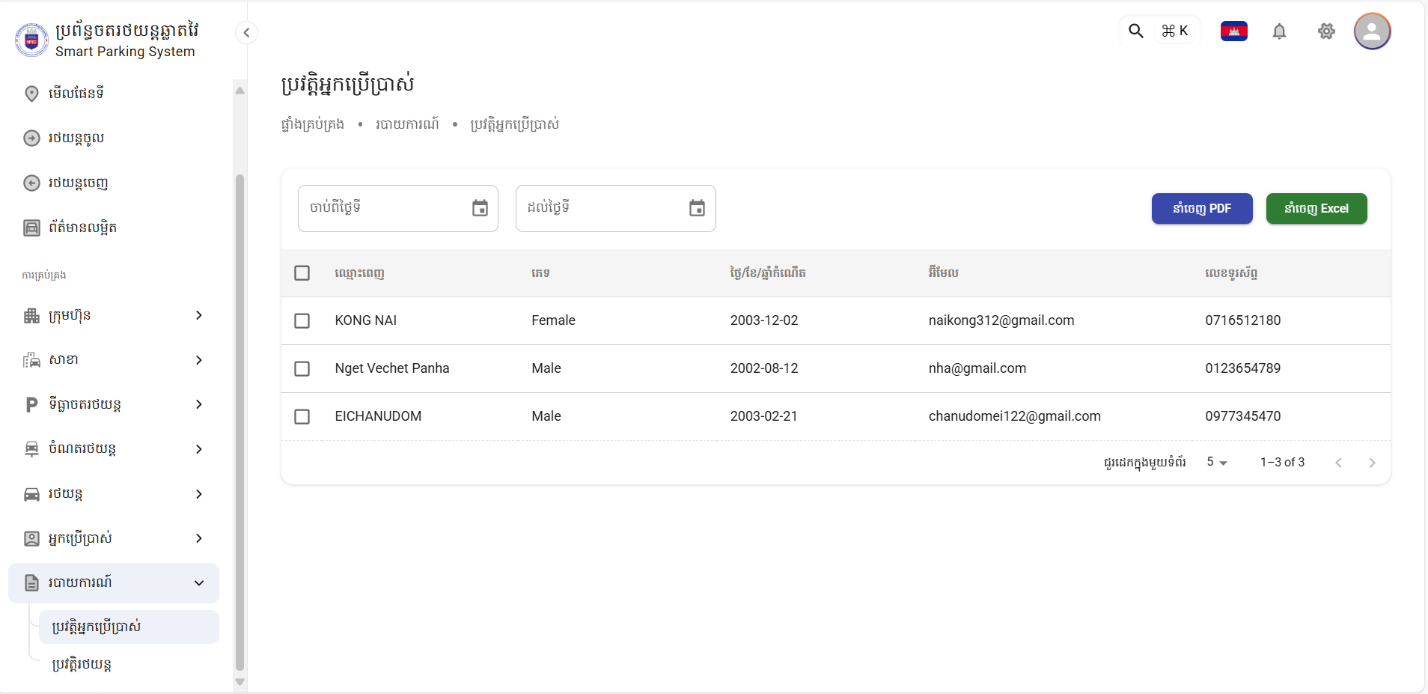 ប្រព័ន្ធចតរថយន្តឆ្លាតវៃ
Smart Parking System
មើលផែនទី
រថយន្តចូល
រថយន្តចេញ
ព័ត៌មានលម្អិត
ការគ្រប់គ្រង
ក្រុមហ៊ុន
សាខា
ទីធ្លាចតរថយន្ត
ចំណតរថយន្ត
រថយន្ត
អ្នកប្រើប្រាស់
របាយការណ៍
ប្រវត្តិអ្នកប្រើប្រាស់
ប្រវត្តិរថយន្ត
⌘ K
ប្រវត្តិអ្នកប្រើប្រាស់
ផ្ទាំងគ្រប់គ្រង • របាយការណ៍ • ប្រវត្តិអ្នកប្រើប្រាស់
ចាប់ពីថ្ងៃទី ដល់ថ្ងៃទី នាំចេញ PDF នាំចេញ Excel
ឈ្មោះពេញ ភេទ ថ្ងៃ/ខែ/ឆ្នាំកំណើត អ៊ីមែល លេខទូរស័ព្ទ
KONG NAI Female 2003-12-02 naikong312@gmail.com 0716512180
Nget Vechet Panha Male 2002-08-12 nha@gmail.com 0123654789
EICHANUDOM Male 2003-02-21 chanudomei122@gmail.com 0977345470
ជួរដេកក្នុងមួយទំព័រ 5 1–3 of 3